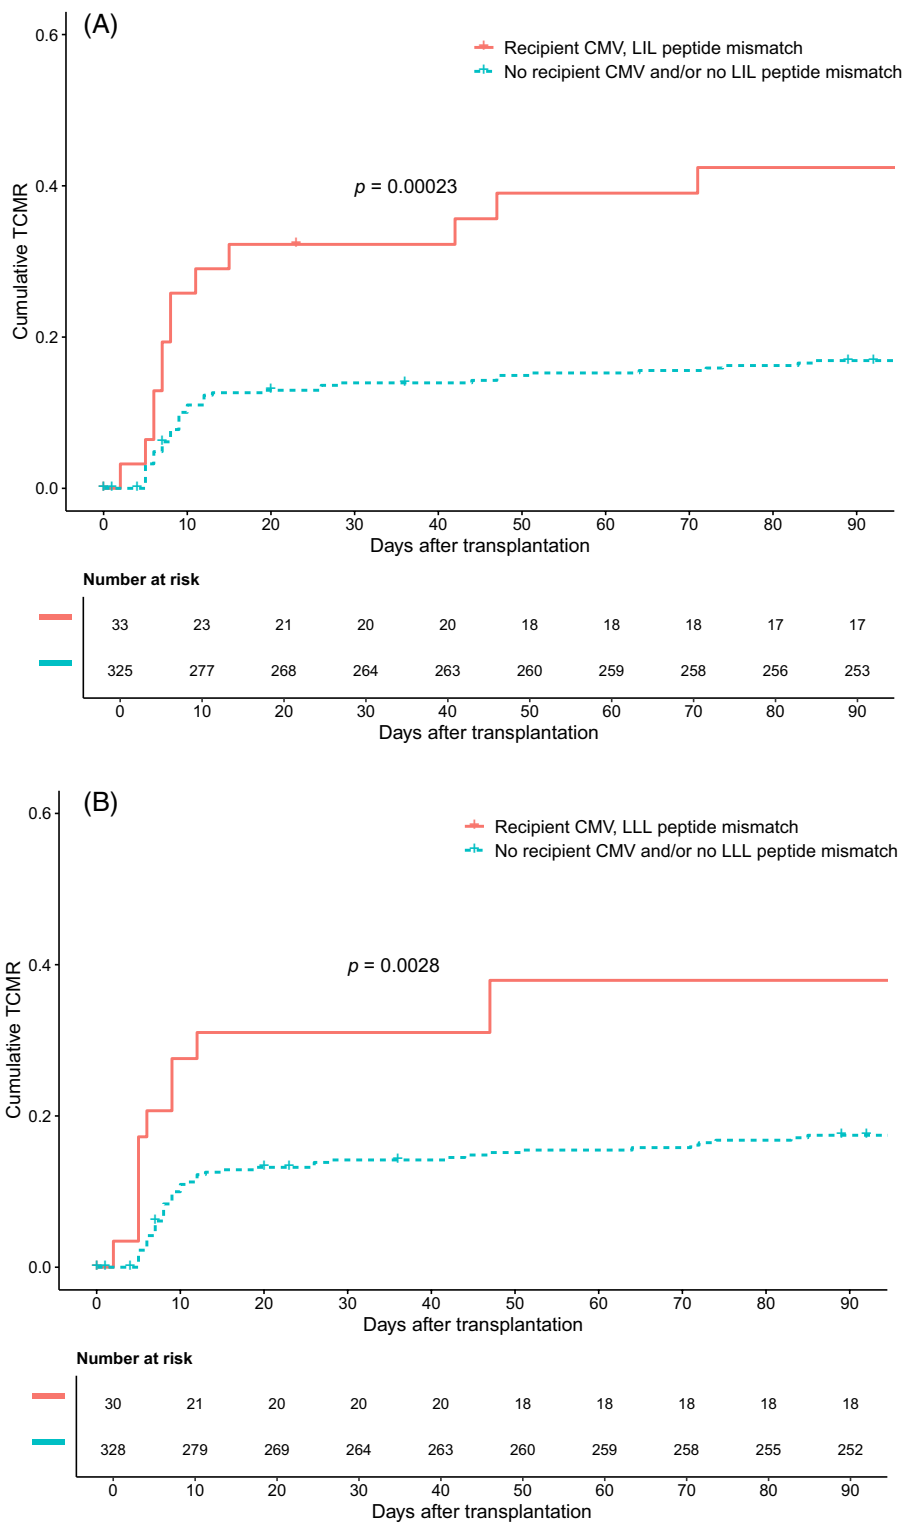 (A)
Recipient CMV, LIL peptide mismatch
No recipient CMV and/or no LIL peptide mismatch
0.6
0.4
0.2
0.0
Cumulative TCMR
p = 0.00023
0 10 20 30 40 50 60 70 80 90
Days after transplantation
Number at risk
33 23 21 20 20 18 18 18 17 17
325 277 268 264 263 260 259 258 256 253
0 10 20 30 40 50 60 70 80 90
Days after transplantation
(B)
Recipient CMV, LLL peptide mismatch
No recipient CMV and/or no LLL peptide mismatch
0.6
0.4
0.2
0.0
Cumulative TCMR
p = 0.0028
0 10 20 30 40 50 60 70 80 90
Days after transplantation
Number at risk
30 21 20 20 20 18 18 18 18 18
328 279 269 264 263 260 259 258 255 252
0 10 20 30 40 50 60 70 80 90
Days after transplantation